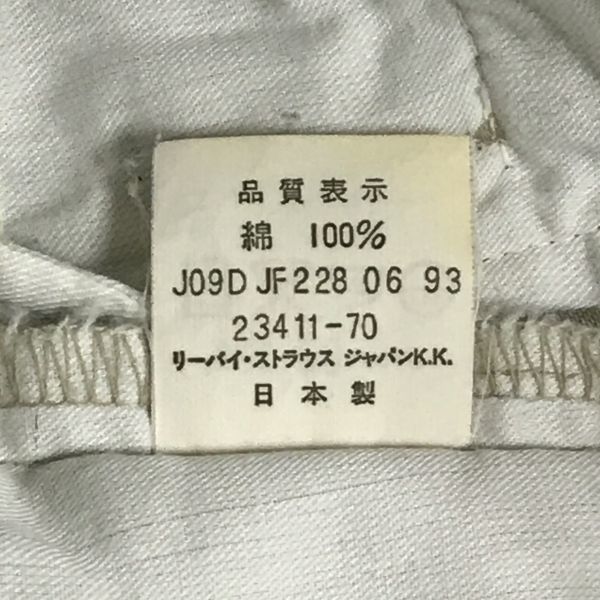 品質表示
綿 100%
J09D JF228 06 93
23411-70
リーバイ・ストラウス ジャパンK.K.
日本製